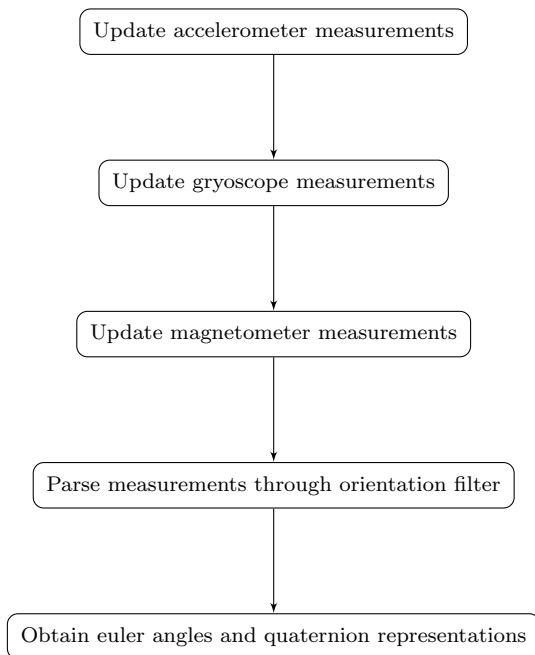 Update accelerometer measurements
Update gryoscope measurements
Update magnetometer measurements
Parse measurements through orientation filter
Obtain euler angles and quaternion representations